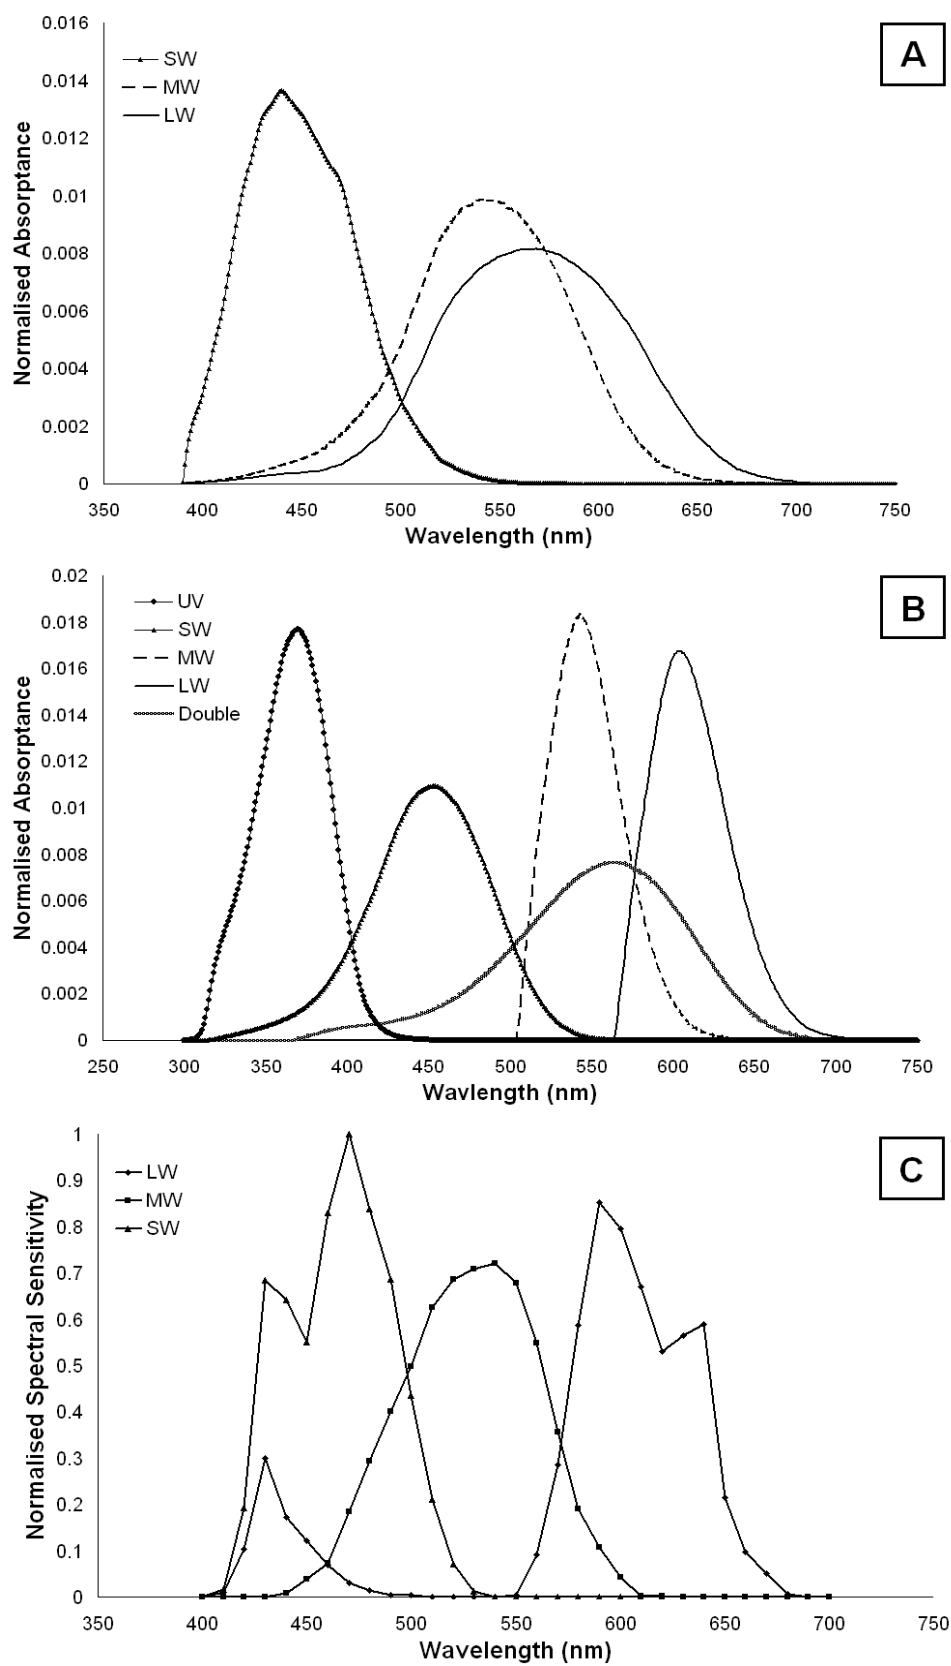 A
SW
MW
LW
Normalised Absorptance
0.016
0.014
0.012
0.01
0.008
0.006
0.004
0.002
0
350 400 450 500 550 600 650 700 750
Wavelength (nm)
B
UV
SW
MW
LW
Double
Normalised Absorptance
0.02
0.018
0.016
0.014
0.012
0.01
0.008
0.006
0.004
0.002
0
250 300 350 400 450 500 550 600 650 700 750
Wavlength (nm)
C
LW
MW
SW
Normalised Spectral Sensitivity
1
0.9
0.8
0.7
0.6
0.5
0.4
0.3
0.2
0.1
0
350 400 450 500 550 600 650 700 750
Wavelength (nm)